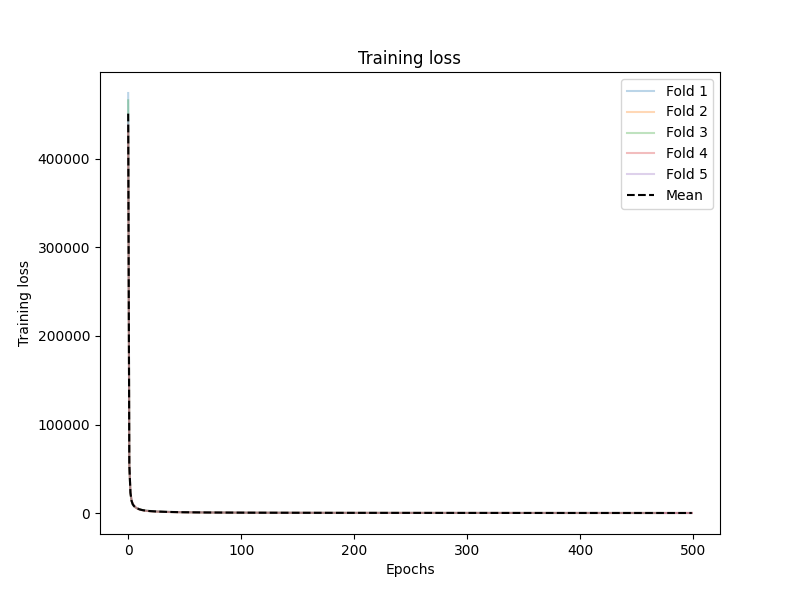 Training loss
Fold 1
Fold 2
Fold 3
Fold 4
Fold 5
Mean
Training loss
400000
300000
200000
100000
0
0 100 200 300 400 500
Epochs